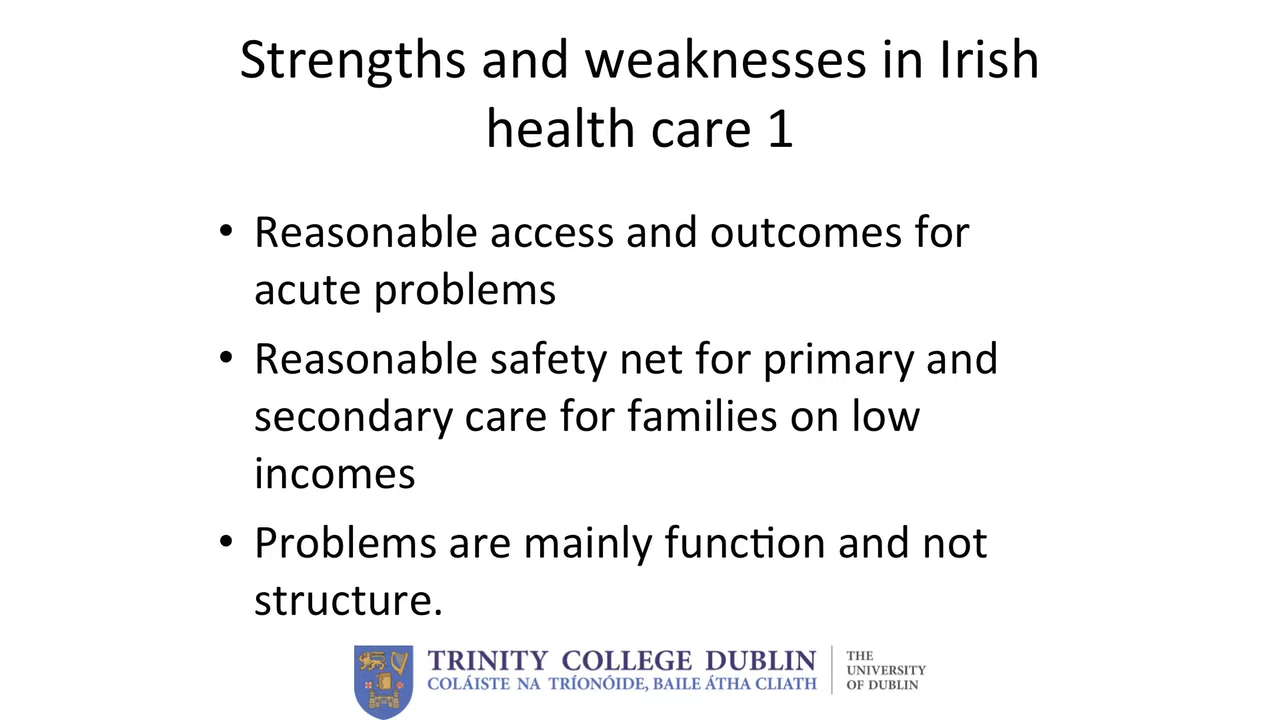 Strengths and weaknesses in Irish
health care 1
• Reasonable access and outcomes for
acute problems
• Reasonable safety net for primary and
secondary care for families on low
incomes
• Problems are mainly function and not
structure.
TRINITY COLLEGE DUBLIN
COLÁISTE NA TRÍONÓIDE, BAILE ÁTHA CLIATH
THE
UNIVERSITY
OF DUBLIN